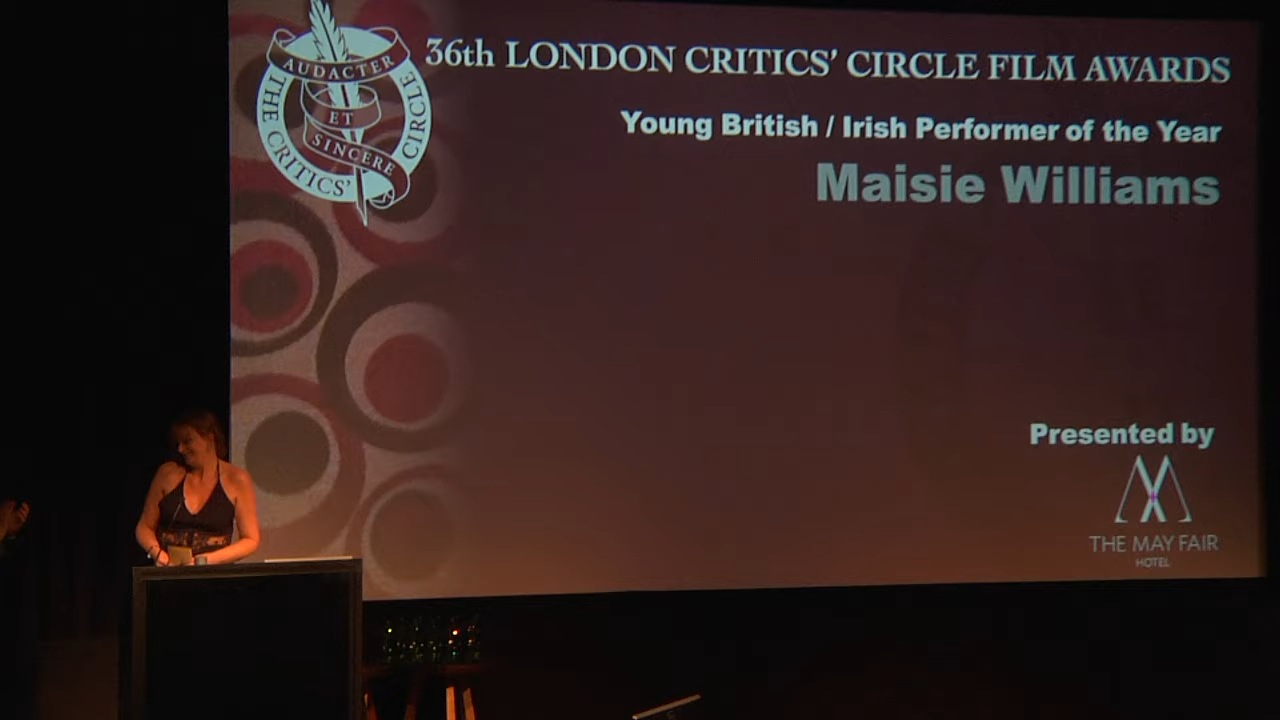 AUDACTER
ET
SINCERE
THE CRITICS' CIRCLE
36th LONDON CRITICS' CIRCLE FILM AWARDS
Young British / Irish Performer of the Year
Maisie Williams
Presented by
THE MAY FAIR
HOTEL